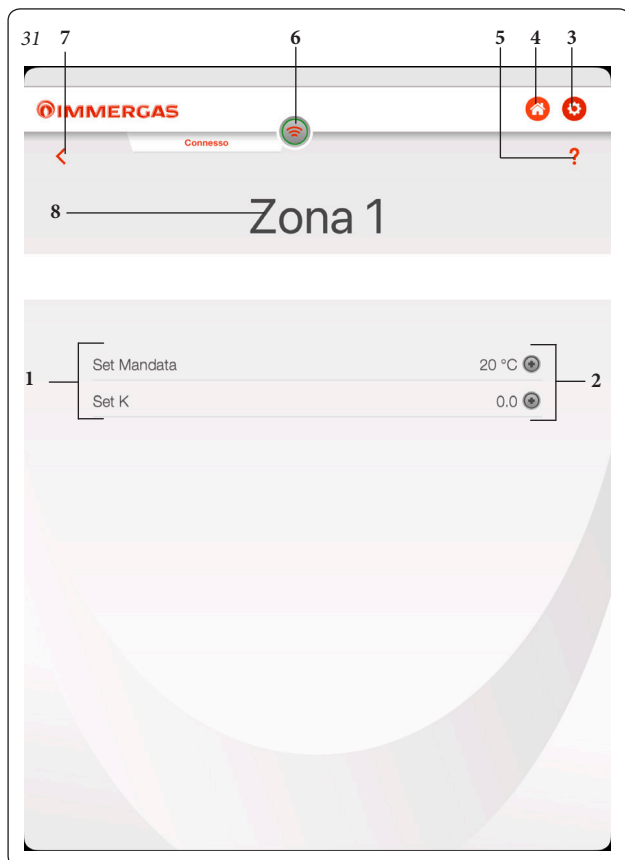 31 7 6 5 4 3
IMMERGAS
Connesso
?
8 Zona 1
Set Mandata 20 °C
1 2
Set K 0.0